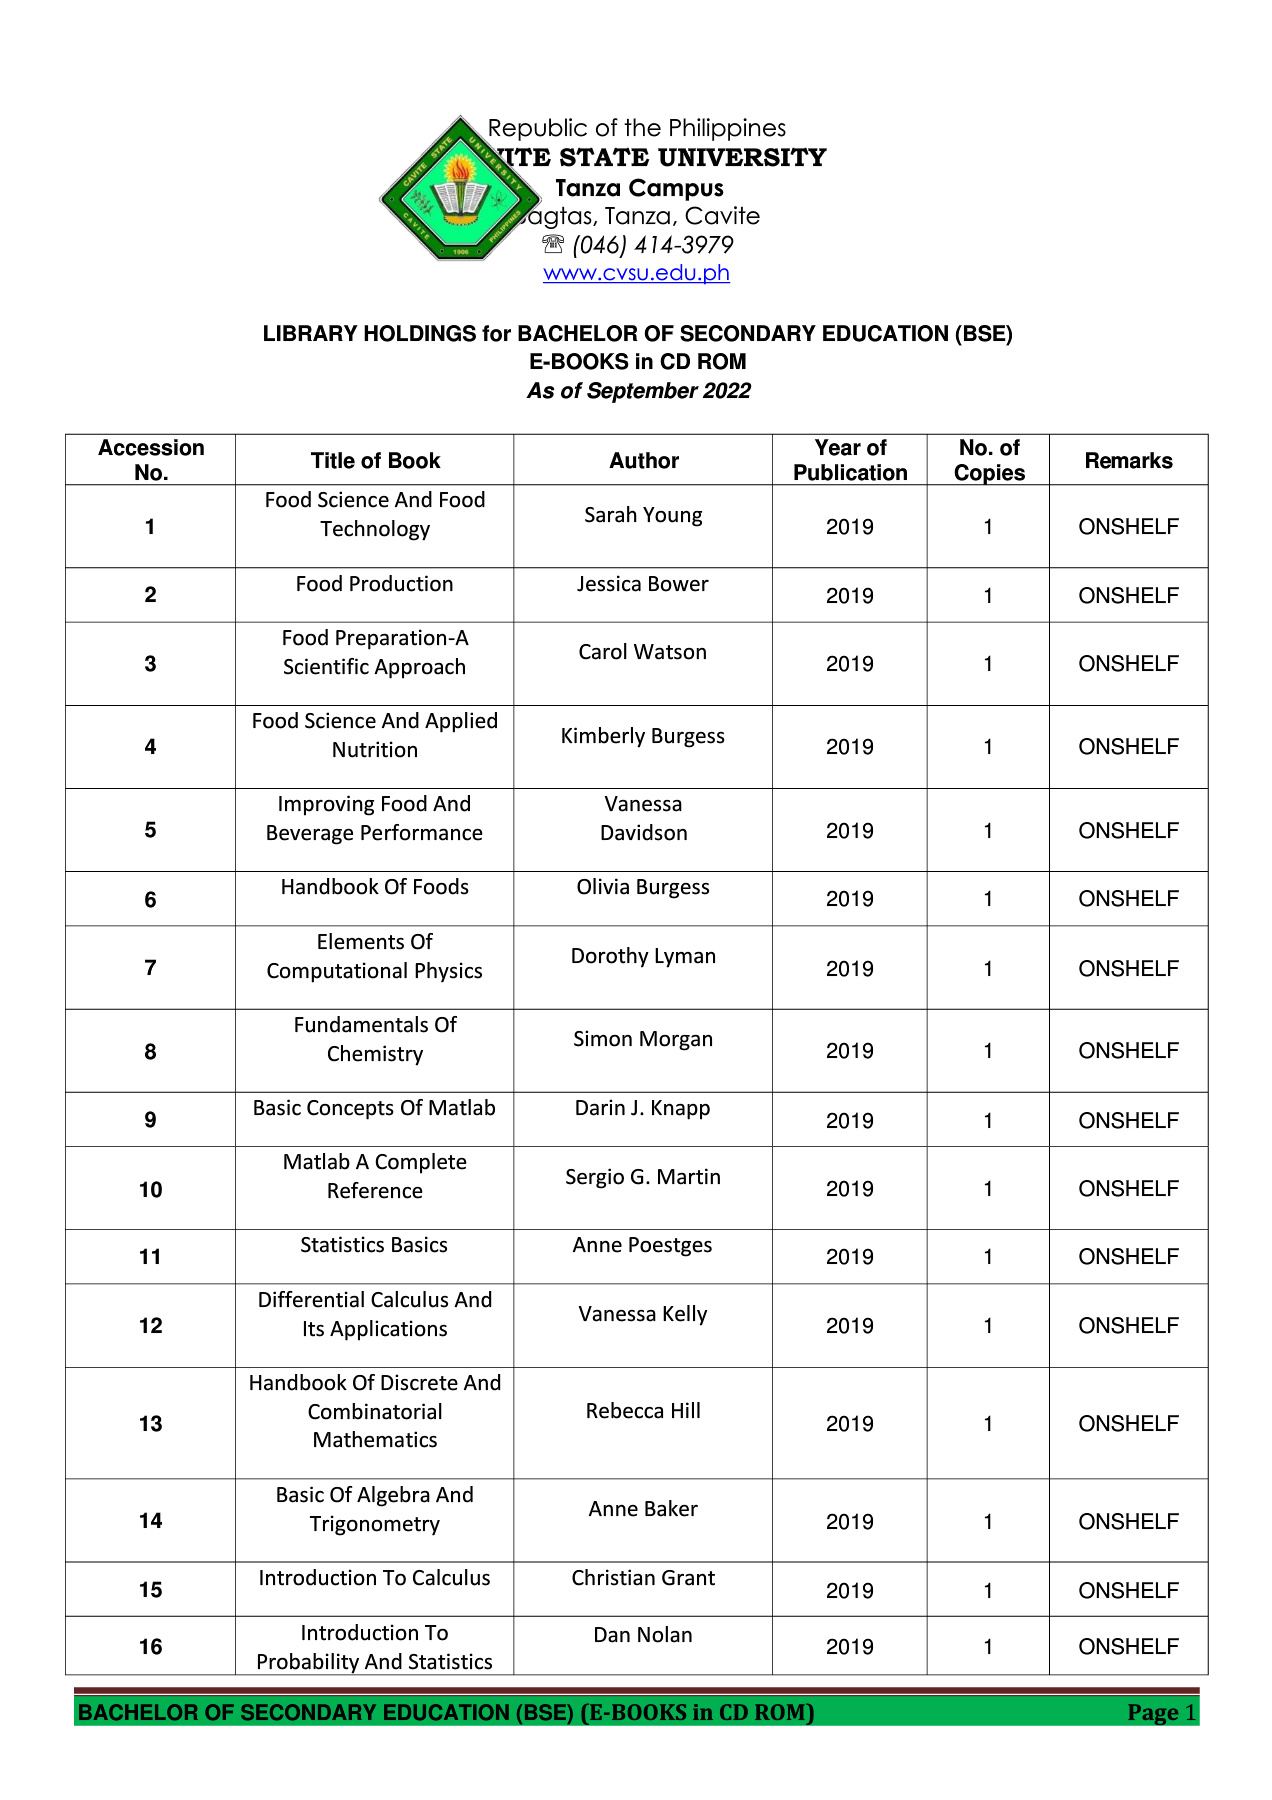 Republic of the Philippines
VITE STATE UNIVERSITY
Tanza Campus
agtas, Tanza, Cavite
☏ (046) 414-3979
www.cvsu.edu.ph
CAVITE STATE UNIVERSITY
CAVITE PHILIPPINES
1906
LIBRARY HOLDINGS for BACHELOR OF SECONDARY EDUCATION (BSE)
E-BOOKS in CD ROM
As of September 2022
Accession No. Title of Book Author Year of Publication No. of Copies Remarks
1 Food Science And Food Technology Sarah Young 2019 1 ONSHELF
2 Food Production Jessica Bower 2019 1 ONSHELF
3 Food Preparation-A Scientific Approach Carol Watson 2019 1 ONSHELF
4 Food Science And Applied Nutrition Kimberly Burgess 2019 1 ONSHELF
5 Improving Food And Beverage Performance Vanessa Davidson 2019 1 ONSHELF
6 Handbook Of Foods Olivia Burgess 2019 1 ONSHELF
7 Elements Of Computational Physics Dorothy Lyman 2019 1 ONSHELF
8 Fundamentals Of Chemistry Simon Morgan 2019 1 ONSHELF
9 Basic Concepts Of Matlab Darin J. Knapp 2019 1 ONSHELF
10 Matlab A Complete Reference Sergio G. Martin 2019 1 ONSHELF
11 Statistics Basics Anne Poestges 2019 1 ONSHELF
12 Differential Calculus And Its Applications Vanessa Kelly 2019 1 ONSHELF
13 Handbook Of Discrete And Combinatorial Mathematics Rebecca Hill 2019 1 ONSHELF
14 Basic Of Algebra And Trigonometry Anne Baker 2019 1 ONSHELF
15 Introduction To Calculus Christian Grant 2019 1 ONSHELF
16 Introduction To Probability And Statistics Dan Nolan 2019 1 ONSHELF
BACHELOR OF SECONDARY EDUCATION (BSE) (E-BOOKS in CD ROM) Page 1